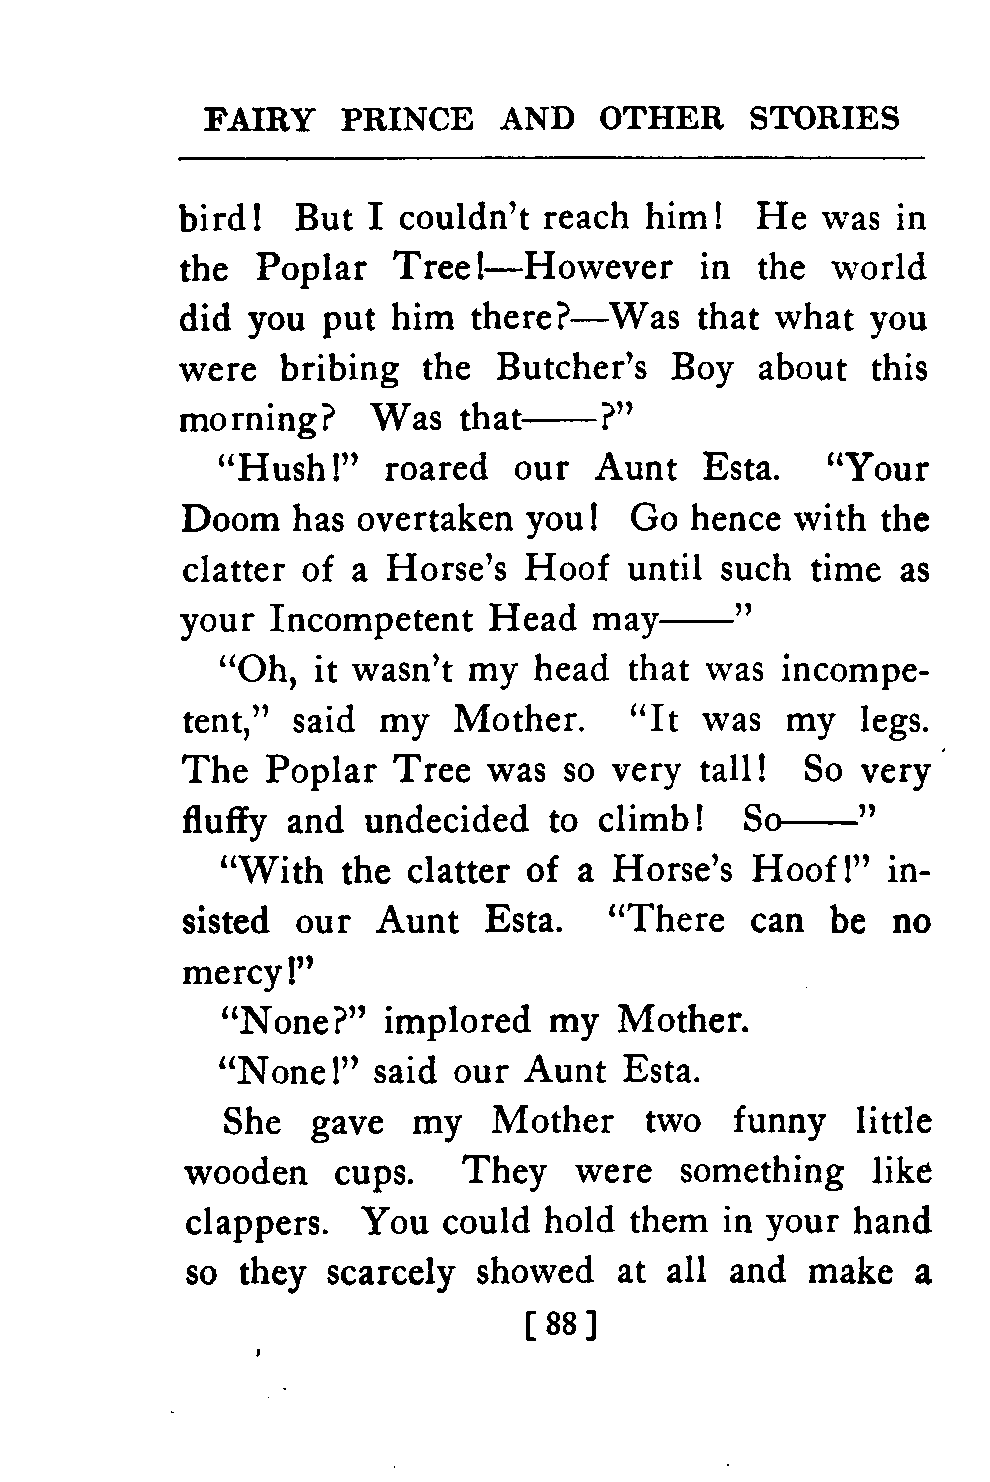 FAIRY PRINCE AND OTHER STORIES
bird! But I couldn't reach him! He was in
the Poplar Tree!—However in the world
did you put him there?—Was that what you
were bribing the Butcher's Boy about this
morning? Was that——?"
"Hush!" roared our Aunt Esta. "Your
Doom has overtaken you! Go hence with the
clatter of a Horse's Hoof until such time as
your Incompetent Head may——"
"Oh, it wasn't my head that was incompe-
tent," said my Mother. "It was my legs.
The Poplar Tree was so very tall! So very
fluffy and undecided to climb! So——"
"With the clatter of a Horse's Hoof!" in-
sisted our Aunt Esta. "There can be no
mercy!"
"None?" implored my Mother.
"None!" said our Aunt Esta.
She gave my Mother two funny little
wooden cups. They were something like
clappers. You could hold them in your hand
so they scarcely showed at all and make a
[ 88 ]